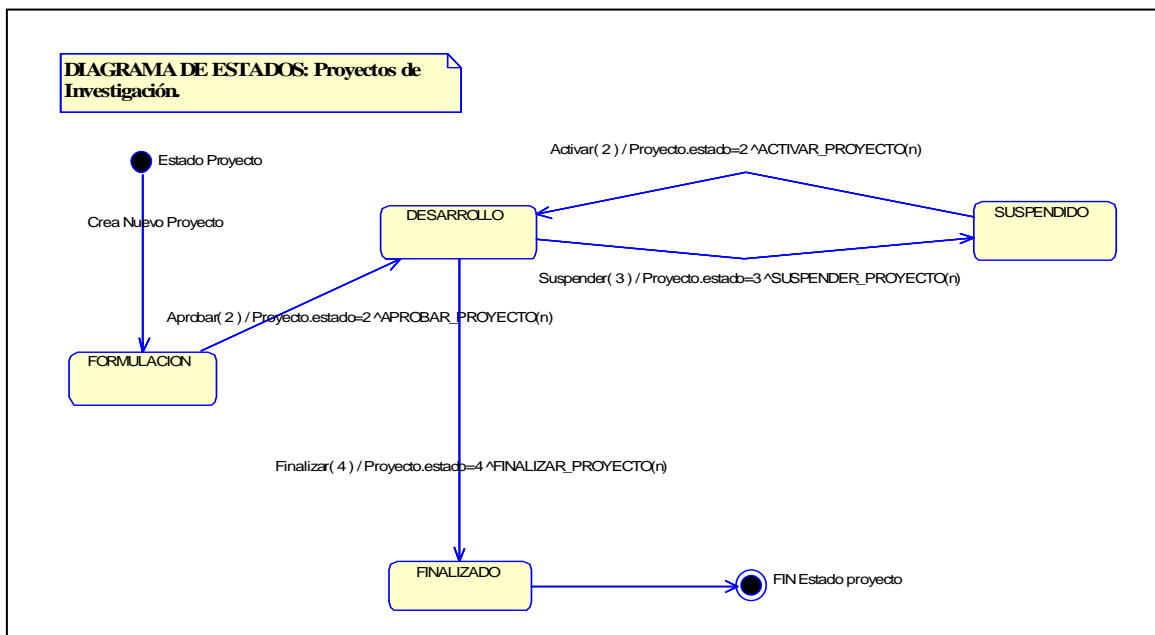 DIAGRAMA DE ESTADOS: Proyectos de
Investigación.
Estado Proyecto
Activar( 2 ) / Proyecto.estado=2 ^ACTIVAR_PROYECTO(n)
Crea Nuevo Proyecto
DESARROLLO
SUSPENDIDO
Suspender( 3 ) / Proyecto.estado=3 ^SUSPENDER_PROYECTO(n)
Aprobar( 2 ) / Proyecto.estado=2 ^APROBAR_PROYECTO(n)
FORMULACION
Finalizar( 4 ) / Proyecto.estado=4 ^FINALIZAR_PROYECTO(n)
FINALIZADO
FIN Estado proyecto